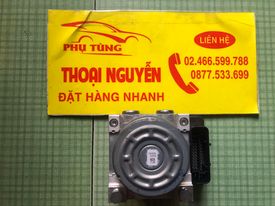 PHỤ TÙNG
LIÊN HỆ
THOẠI NGUYỄN
02.466.599.788
0877.533.699
ĐẶT HÀNG NHANH